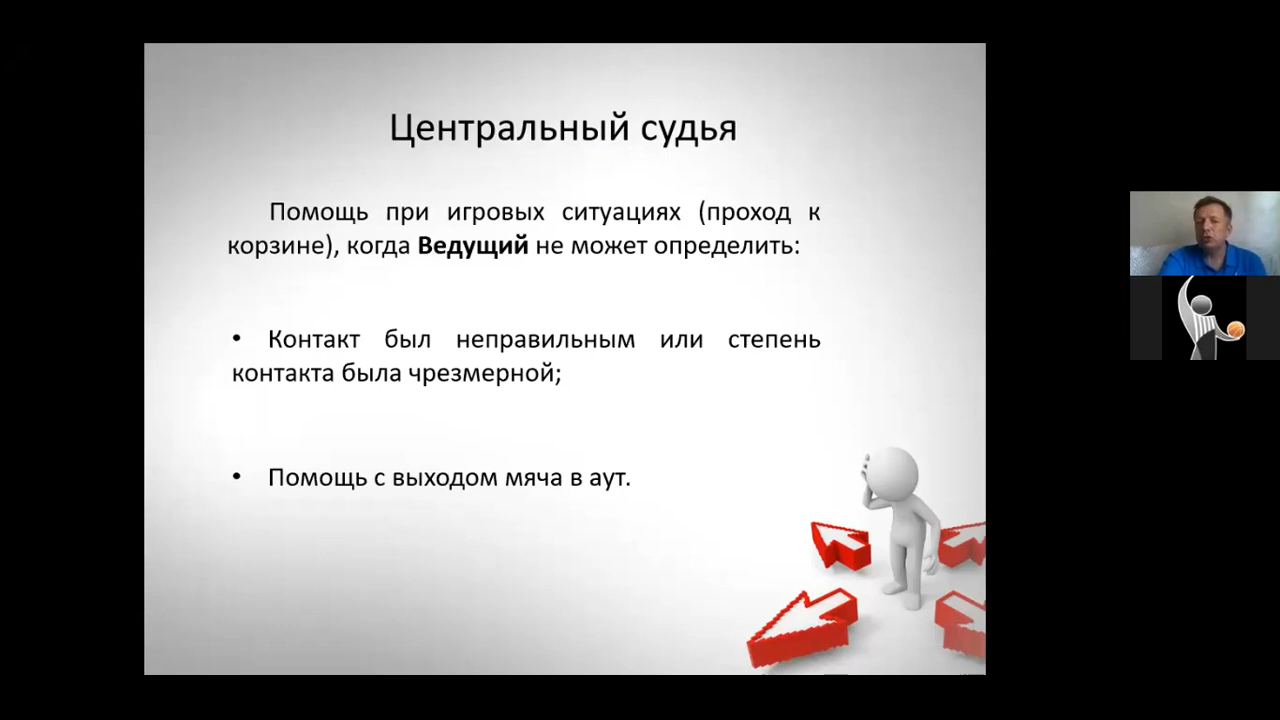 Центральный судья
Помощь при игровых ситуациях (проход к
корзине), когда Ведущий не может определить:
• Контакт был неправильным или степень
контакта была чрезмерной;
• Помощь с выходом мяча в аут.